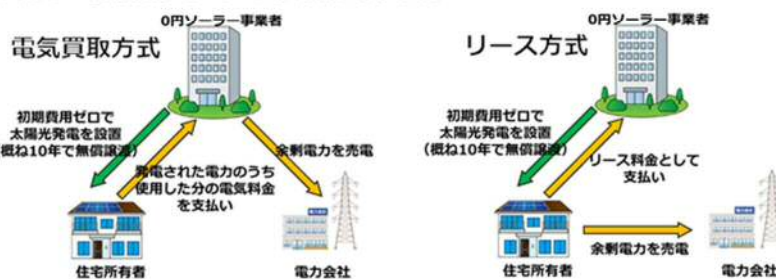 電気買取方式
0円ソーラー事業者
初期費用ゼロで
太陽光発電を設置
(概ね10年で無償譲渡)
発電された電力のうち
使用した分の電気料金
を支払い
余剰電力を売電
住宅所有者
電力会社
リース方式
0円ソーラー事業者
初期費用ゼロで
太陽光発電を設置
(概ね10年で無償譲渡)
リース料金として
支払い
余剰電力を売電
住宅所有者
電力会社